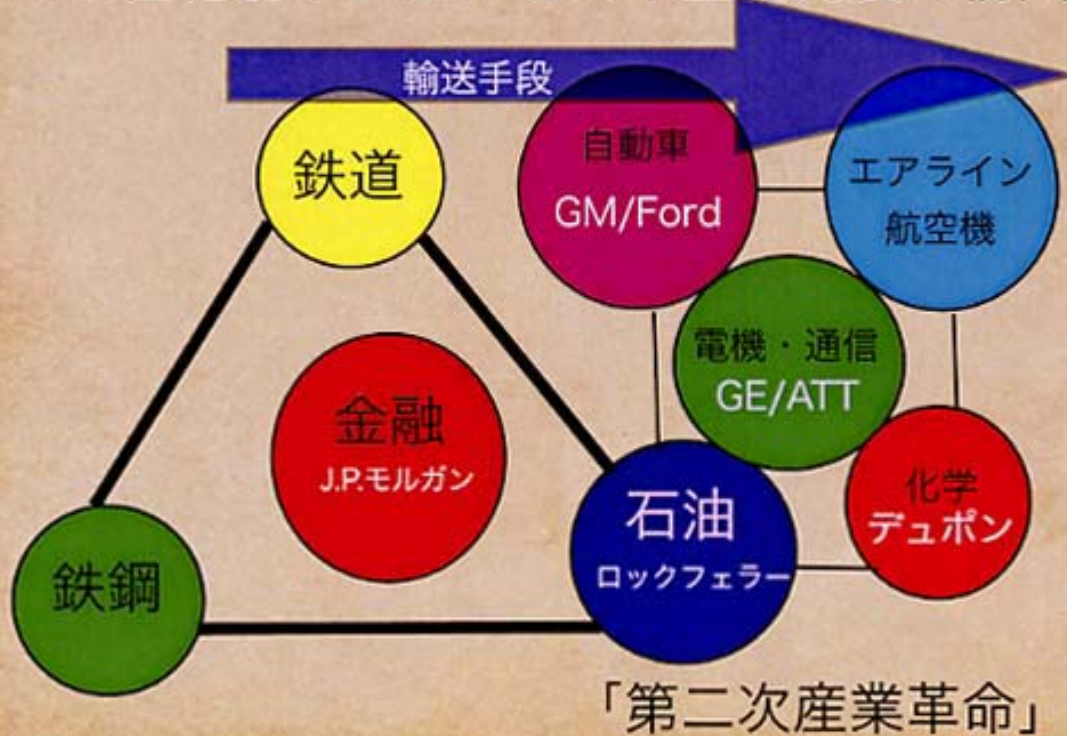 輸送手段
鉄道
自動車
GM/Ford
エアライン
航空機
電機・通信
GE/ATT
金融
J.P.モルガン
石油
ロックフェラー
化学
デュポン
鉄鋼
「第二次産業革命」